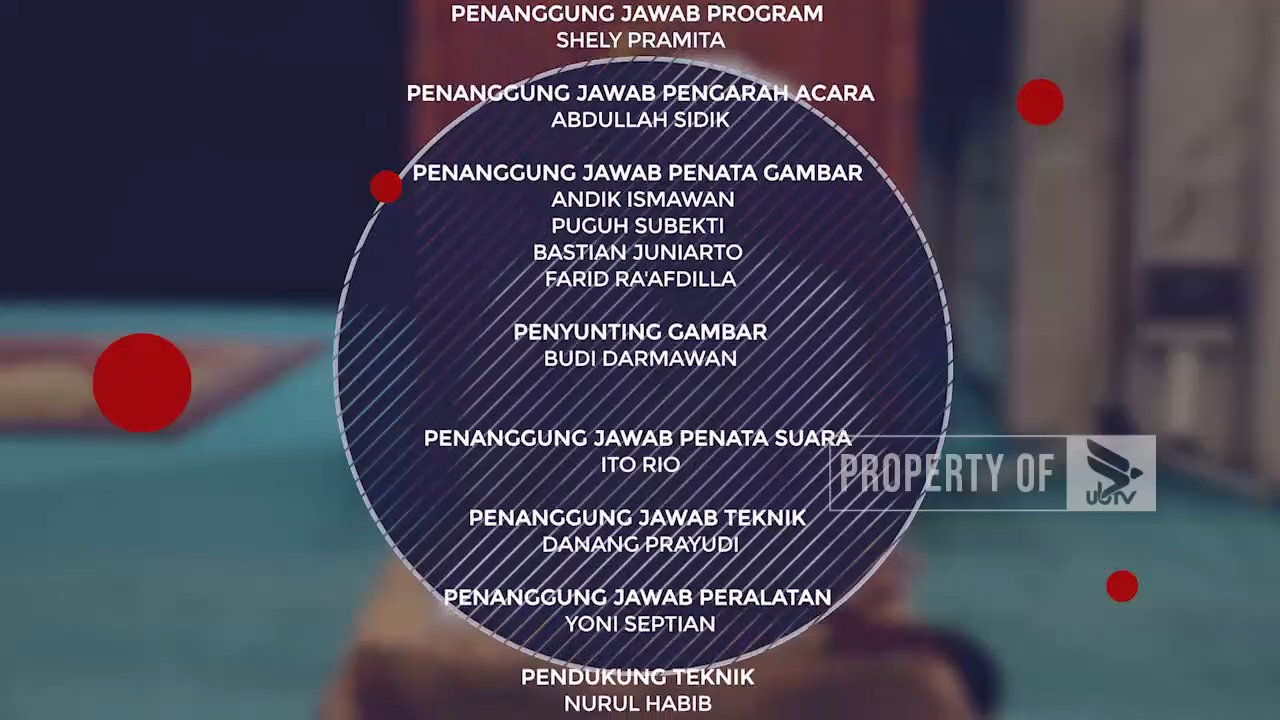 PENANGGUNG JAWAB PROGRAM
SHELY PRAMITA
PENANGGUNG JAWAB PENGARAH ACARA
ABDULLAH SIDIK
PENANGGUNG JAWAB PENATA GAMBAR
ANDIK ISMAWAN
PUGUH SUBEKTI
BASTIAN JUNIARTO
FARID RA'AFDILLA
PENYUNTING GAMBAR
BUDI DARMAWAN
PENANGGUNG JAWAB PENATA SUARA
ITO RIO
PROPERTY OF
ubTV
PENANGGUNG JAWAB TEKNIK
DANANG PRAYUDI
PENANGGUNG JAWAB PERALATAN
YONI SEPTIAN
PENDUKUNG TEKNIK
NURUL HABIB